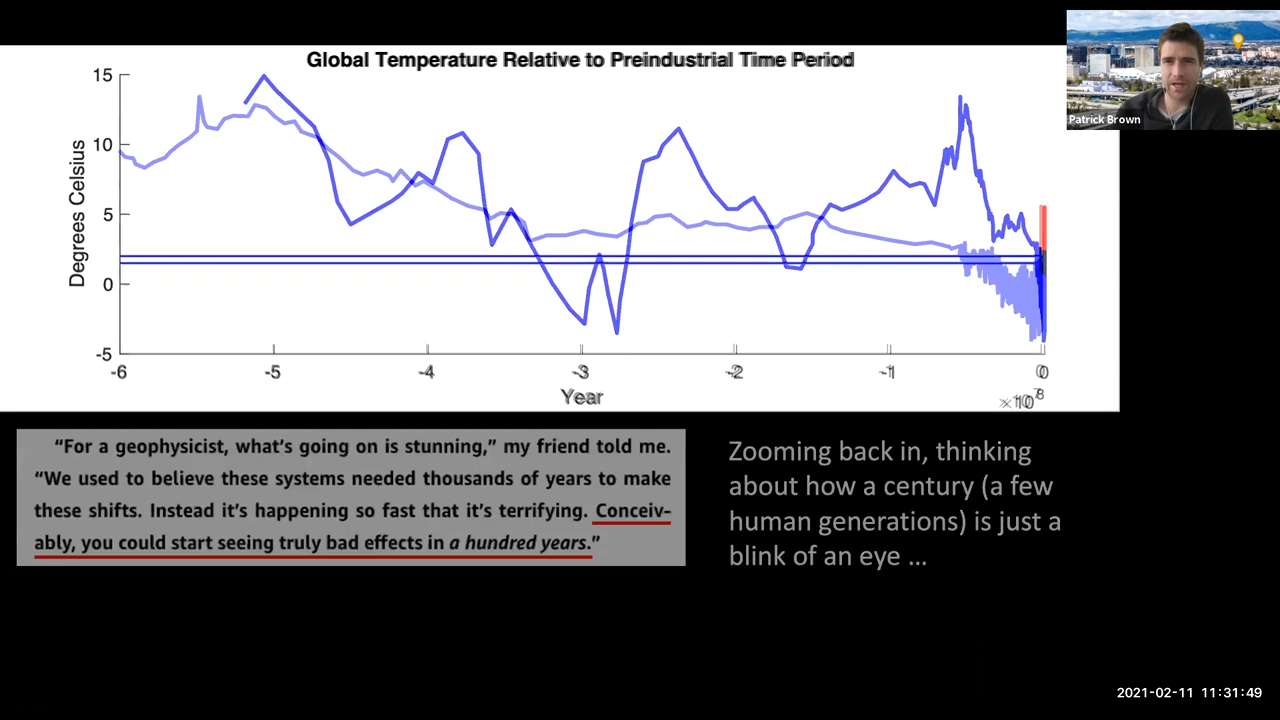 Global Temperature Relative to Preindustrial Time Period
Patrick Brown
15
10
5
0
-5
Degrees Celsius
-6 -5 -4 -3 -2 -1 0
Year
×10
“For a geophysicist, what’s going on is stunning,” my friend told me.
“We used to believe these systems needed thousands of years to make
these shifts. Instead it’s happening so fast that it’s terrifying. Conceiv-
ably, you could start seeing truly bad effects in a hundred years.”
Zooming back in, thinking
about how a century (a few
human generations) is just a
blink of an eye ...
2021-02-11 11:31:49